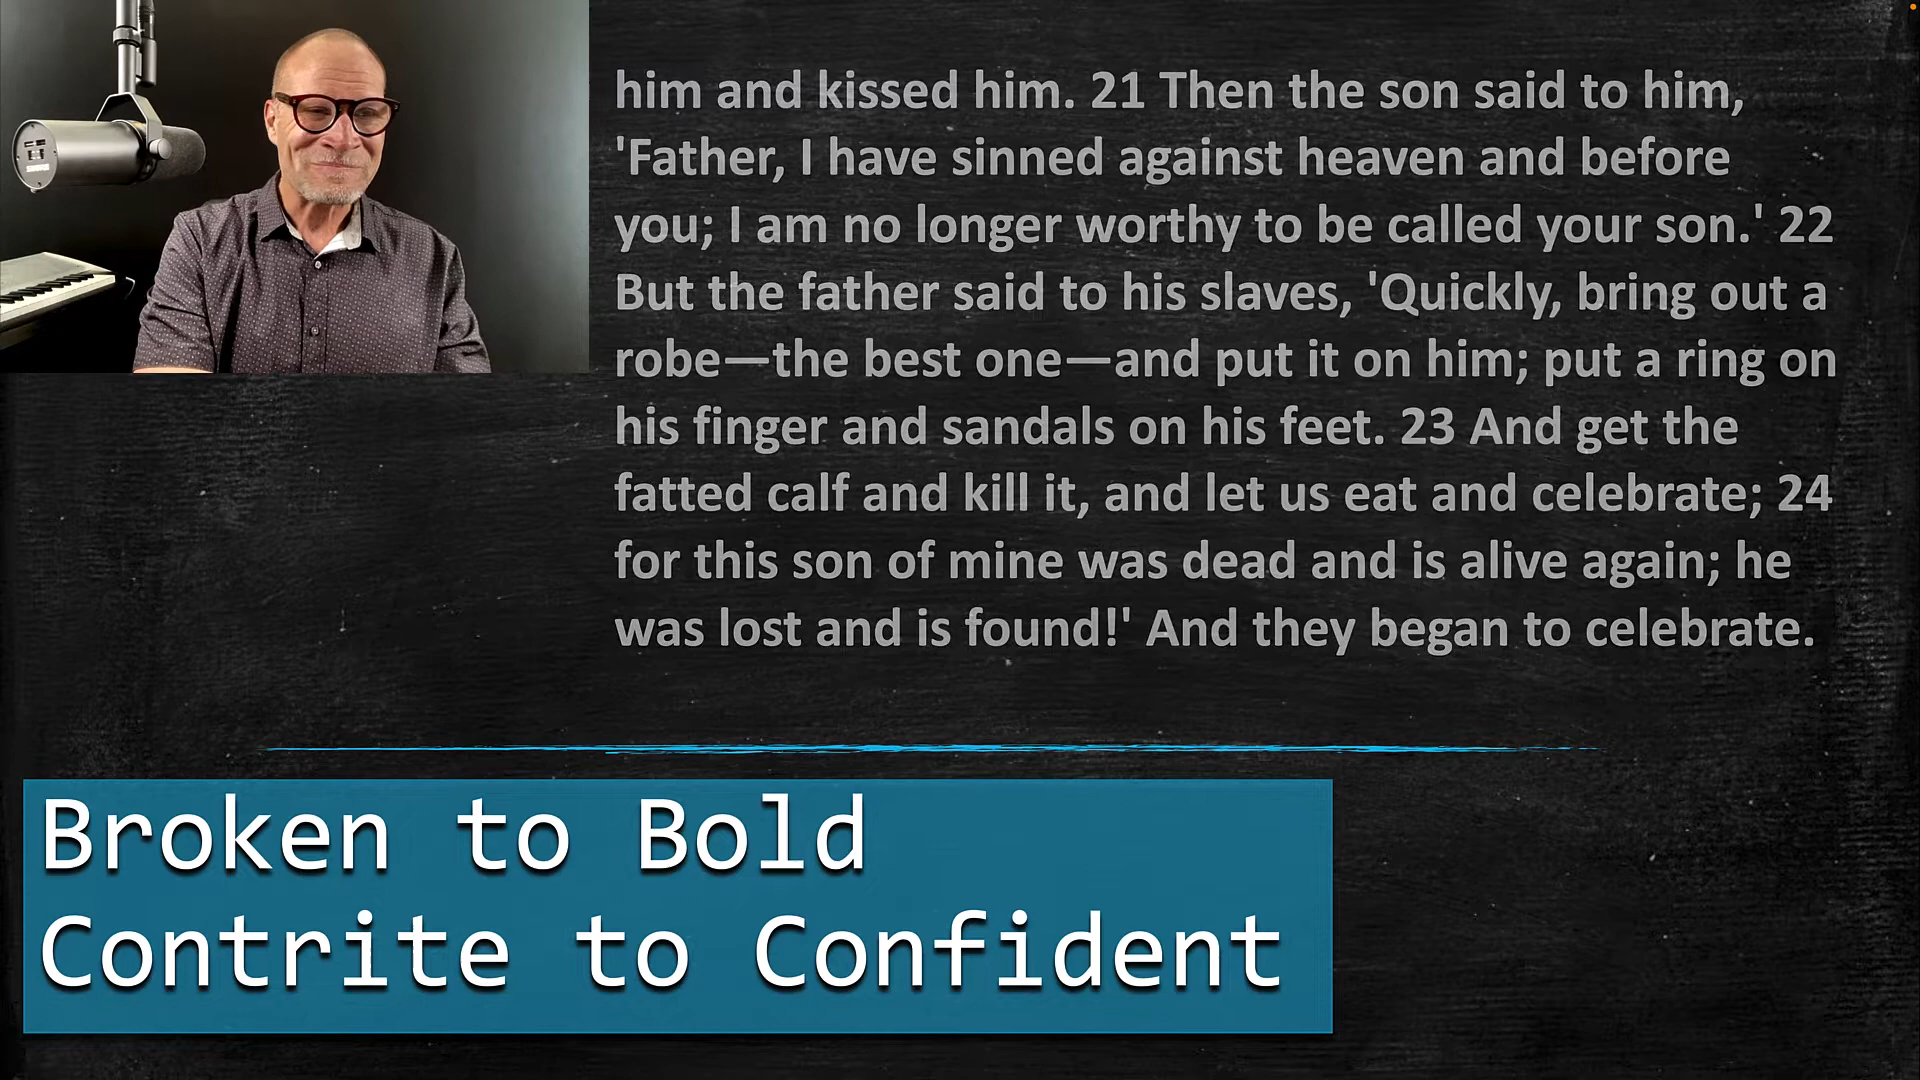 him and kissed him. 21 Then the son said to him,
'Father, I have sinned against heaven and before
you; I am no longer worthy to be called your son.' 22
But the father said to his slaves, 'Quickly, bring out a
robe—the best one—and put it on him; put a ring on
his finger and sandals on his feet. 23 And get the
fatted calf and kill it, and let us eat and celebrate; 24
for this son of mine was dead and is alive again; he
was lost and is found!' And they began to celebrate.
Broken to Bold
Contrite to Confident